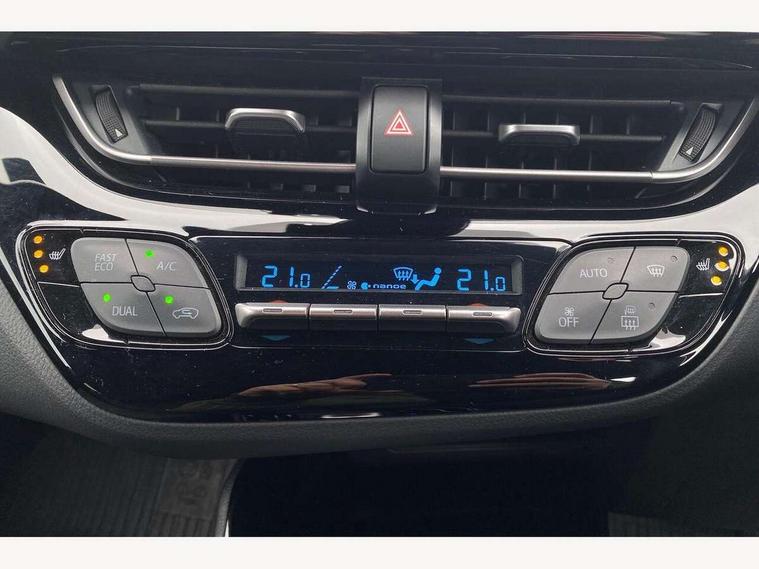 FAST
ECO
A/C
DUAL
21.0
nanoe
21.0
AUTO
OFF